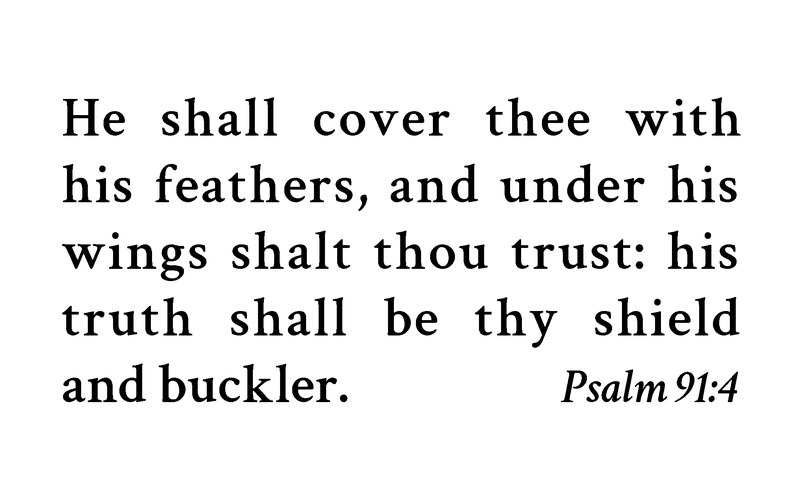 He shall cover thee with
his feathers, and under his
wings shalt thou trust: his
truth shall be thy shield
and buckler. Psalm 91:4